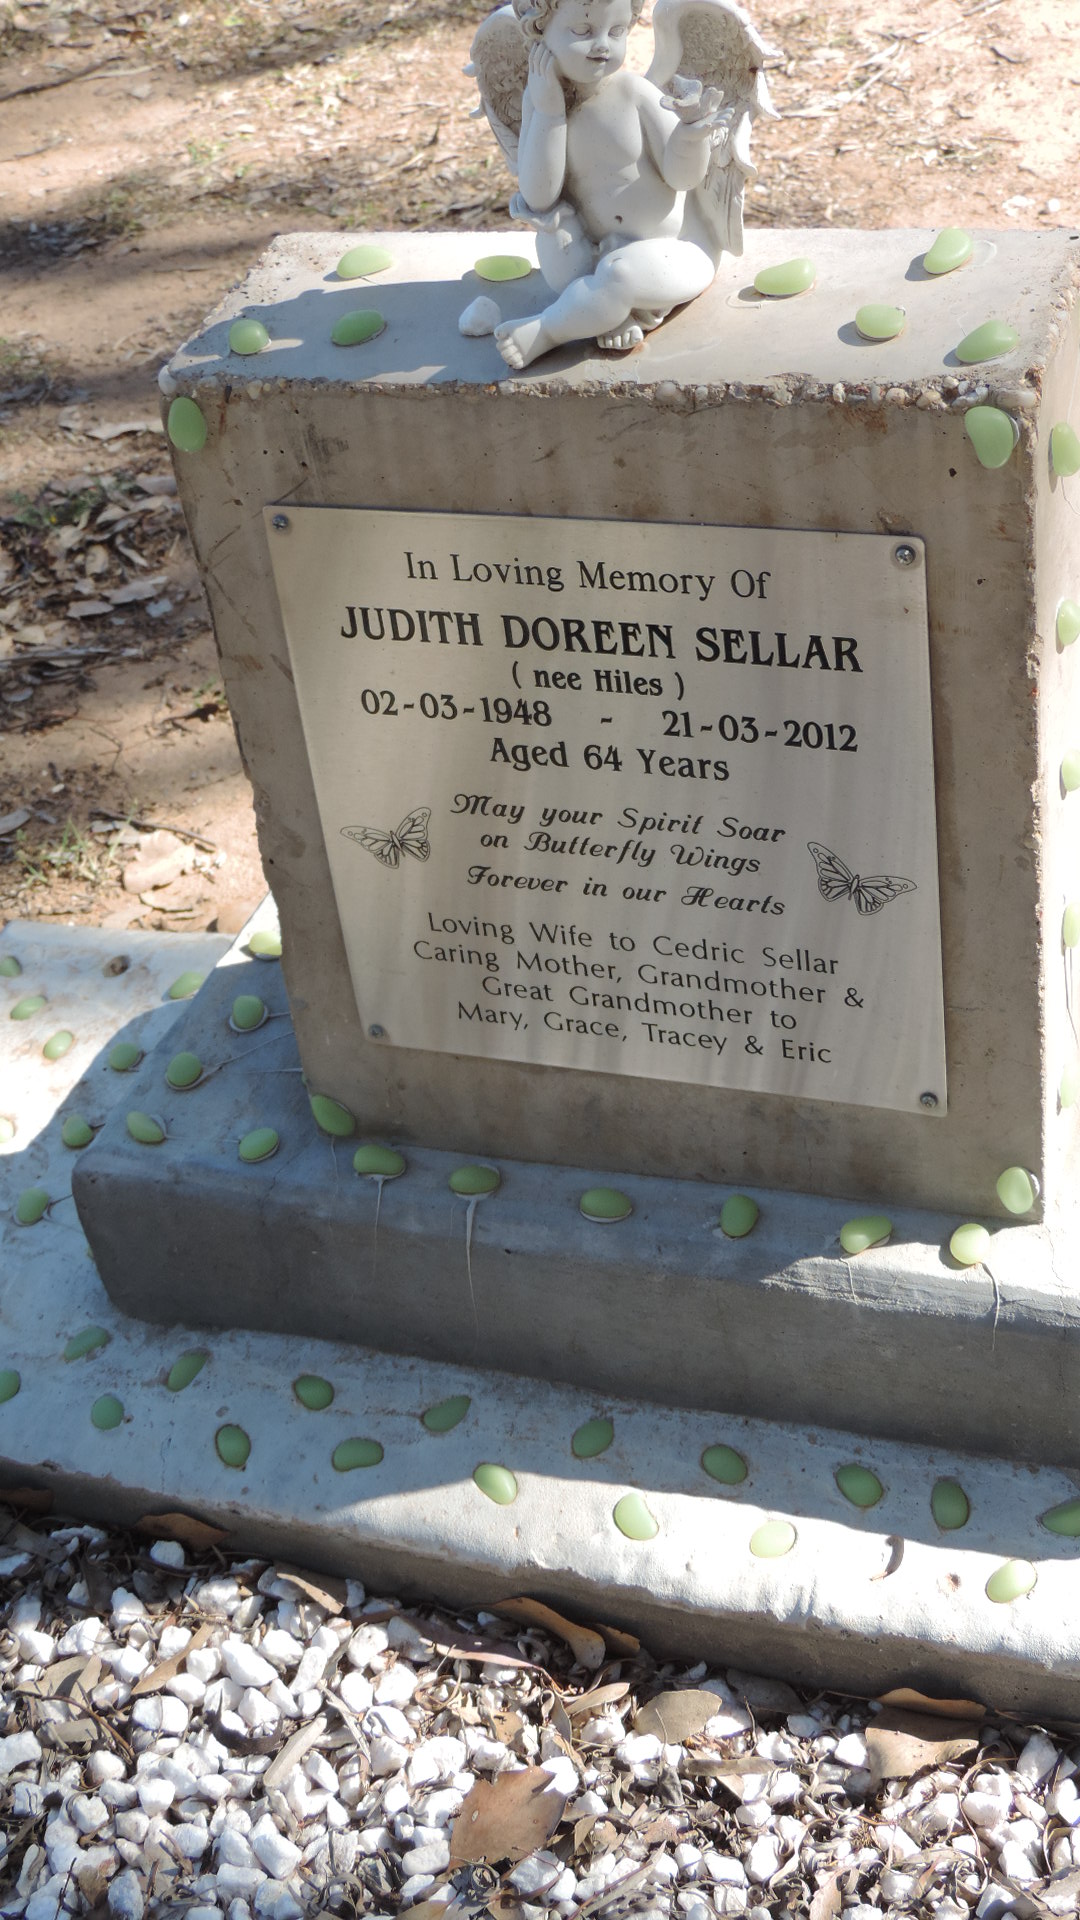 In Loving Memory Of
JUDITH DOREEN SELLAR
( nee Hiles )
02-03-1948 - 21-03-2012
Aged 64 Years
May your Spirit Soar
on Butterfly Wings
Forever in our Hearts
Loving Wife to Cedric Sellar
Caring Mother, Grandmother &
Great Grandmother to
Mary, Grace, Tracey & Eric